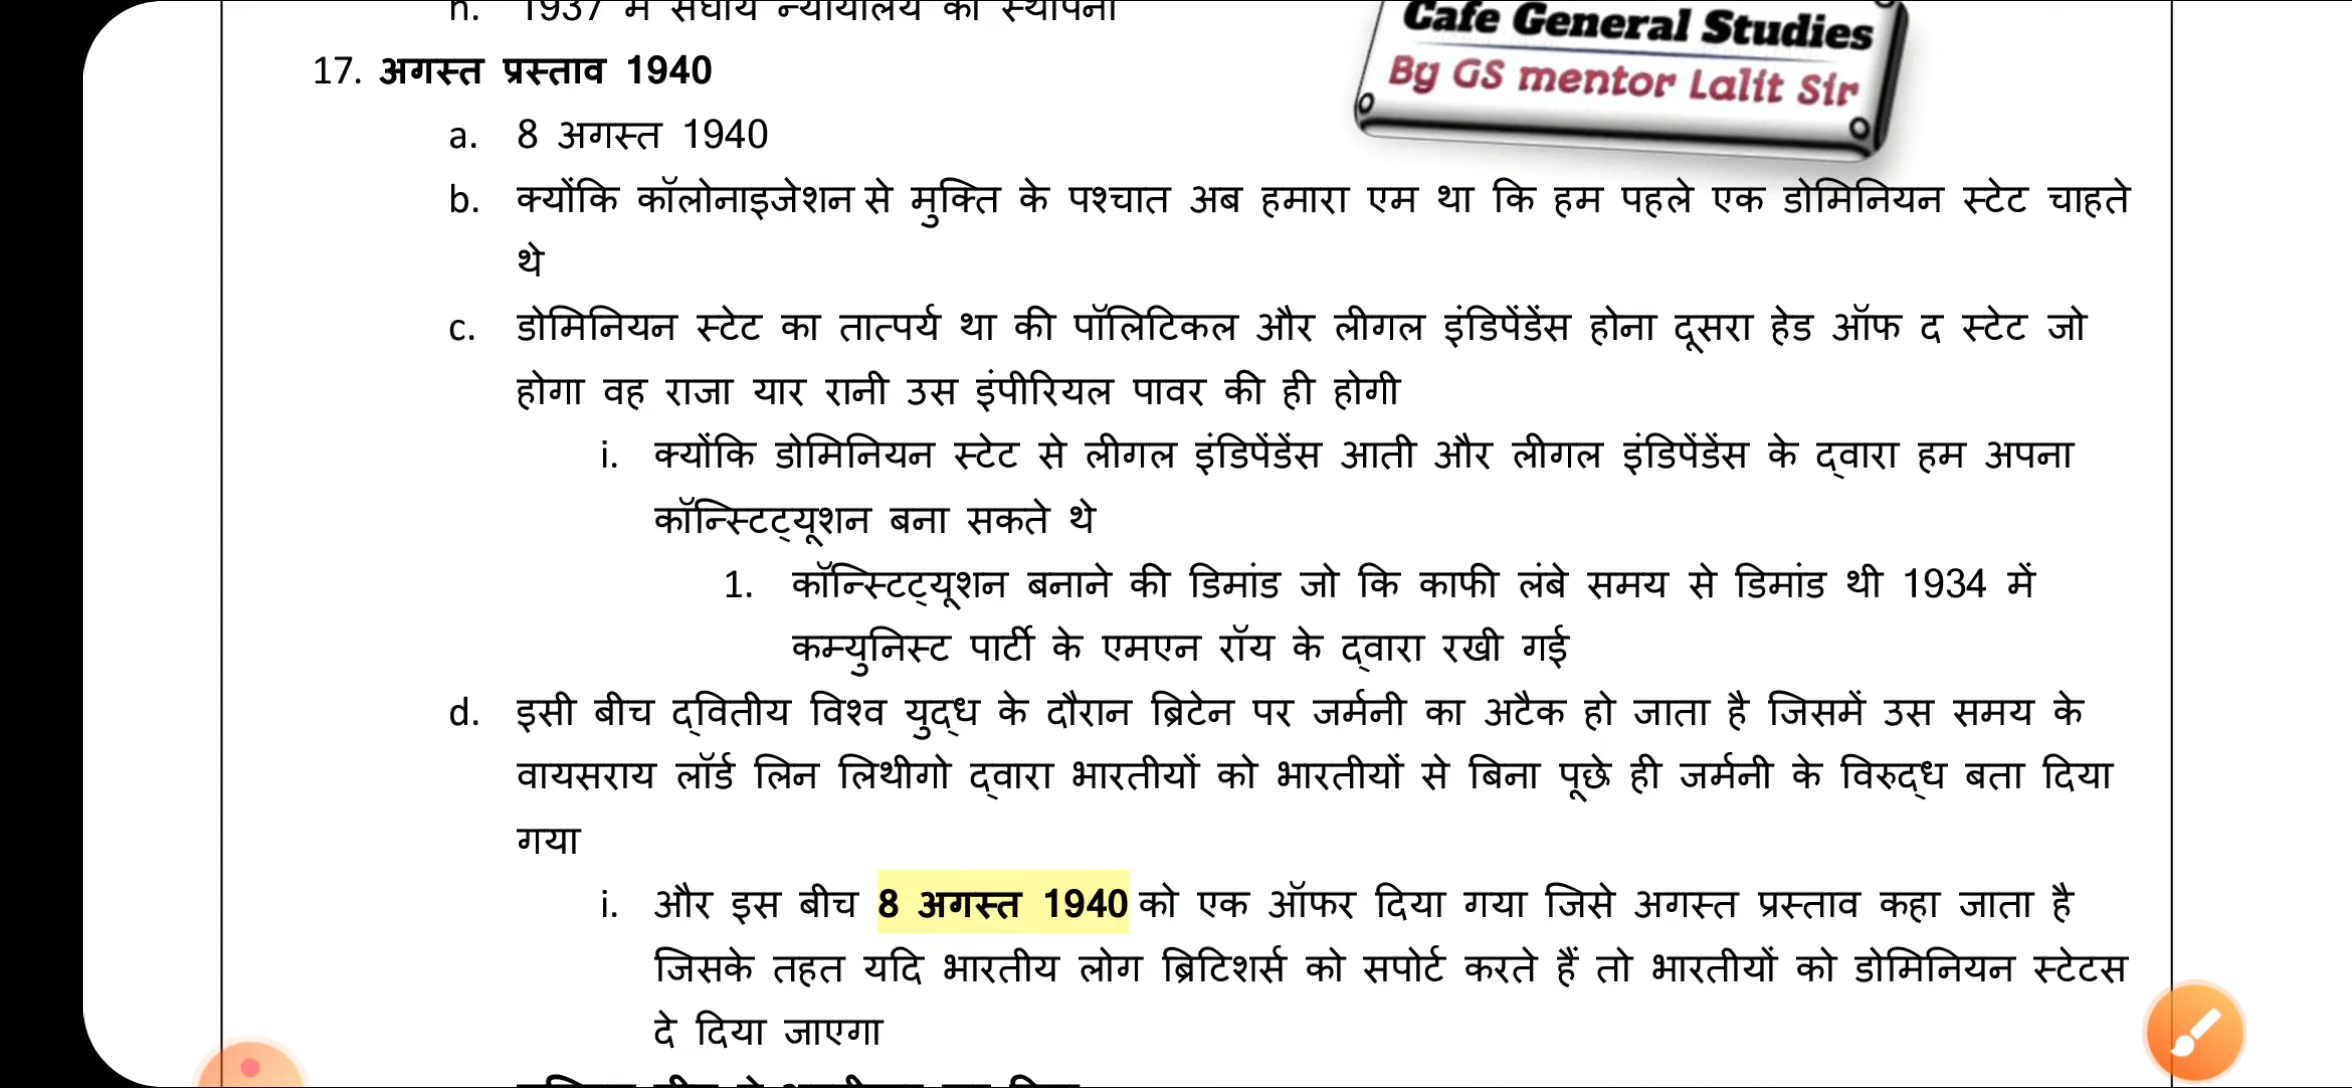 h. 1937 में संघीय न्यायालय की स्थापना
Cafe General Studies
By GS mentor Lalit Sir
17. अगस्त प्रस्ताव 1940
a. 8 अगस्त 1940
b. क्योंकि कॉलोनाइजेशन से मुक्ति के पश्चात अब हमारा एम था कि हम पहले एक डोमिनियन स्टेट चाहते
थे
c. डोमिनियन स्टेट का तात्पर्य था की पॉलिटिकल और लीगल इंडिपेंडेंस होना दूसरा हेड ऑफ द स्टेट जो
होगा वह राजा यार रानी उस इंपीरियल पावर की ही होगी
i. क्योंकि डोमिनियन स्टेट से लीगल इंडिपेंडेंस आती और लीगल इंडिपेंडेंस के द्वारा हम अपना
कॉन्स्टिट्यूशन बना सकते थे
1. कॉन्स्टिट्यूशन बनाने की डिमांड जो कि काफी लंबे समय से डिमांड थी 1934 में
कम्युनिस्ट पार्टी के एमएन रॉय के द्वारा रखी गई
d. इसी बीच द्वितीय विश्व युद्ध के दौरान ब्रिटेन पर जर्मनी का अटैक हो जाता है जिसमें उस समय के
वायसराय लॉर्ड लिन लिथीगो द्वारा भारतीयों को भारतीयों से बिना पूछे ही जर्मनी के विरुद्ध बता दिया
गया
i. और इस बीच 8 अगस्त 1940 को एक ऑफर दिया गया जिसे अगस्त प्रस्ताव कहा जाता है
जिसके तहत यदि भारतीय लोग ब्रिटिशर्स को सपोर्ट करते हैं तो भारतीयों को डोमिनियन स्टेटस
दे दिया जाएगा